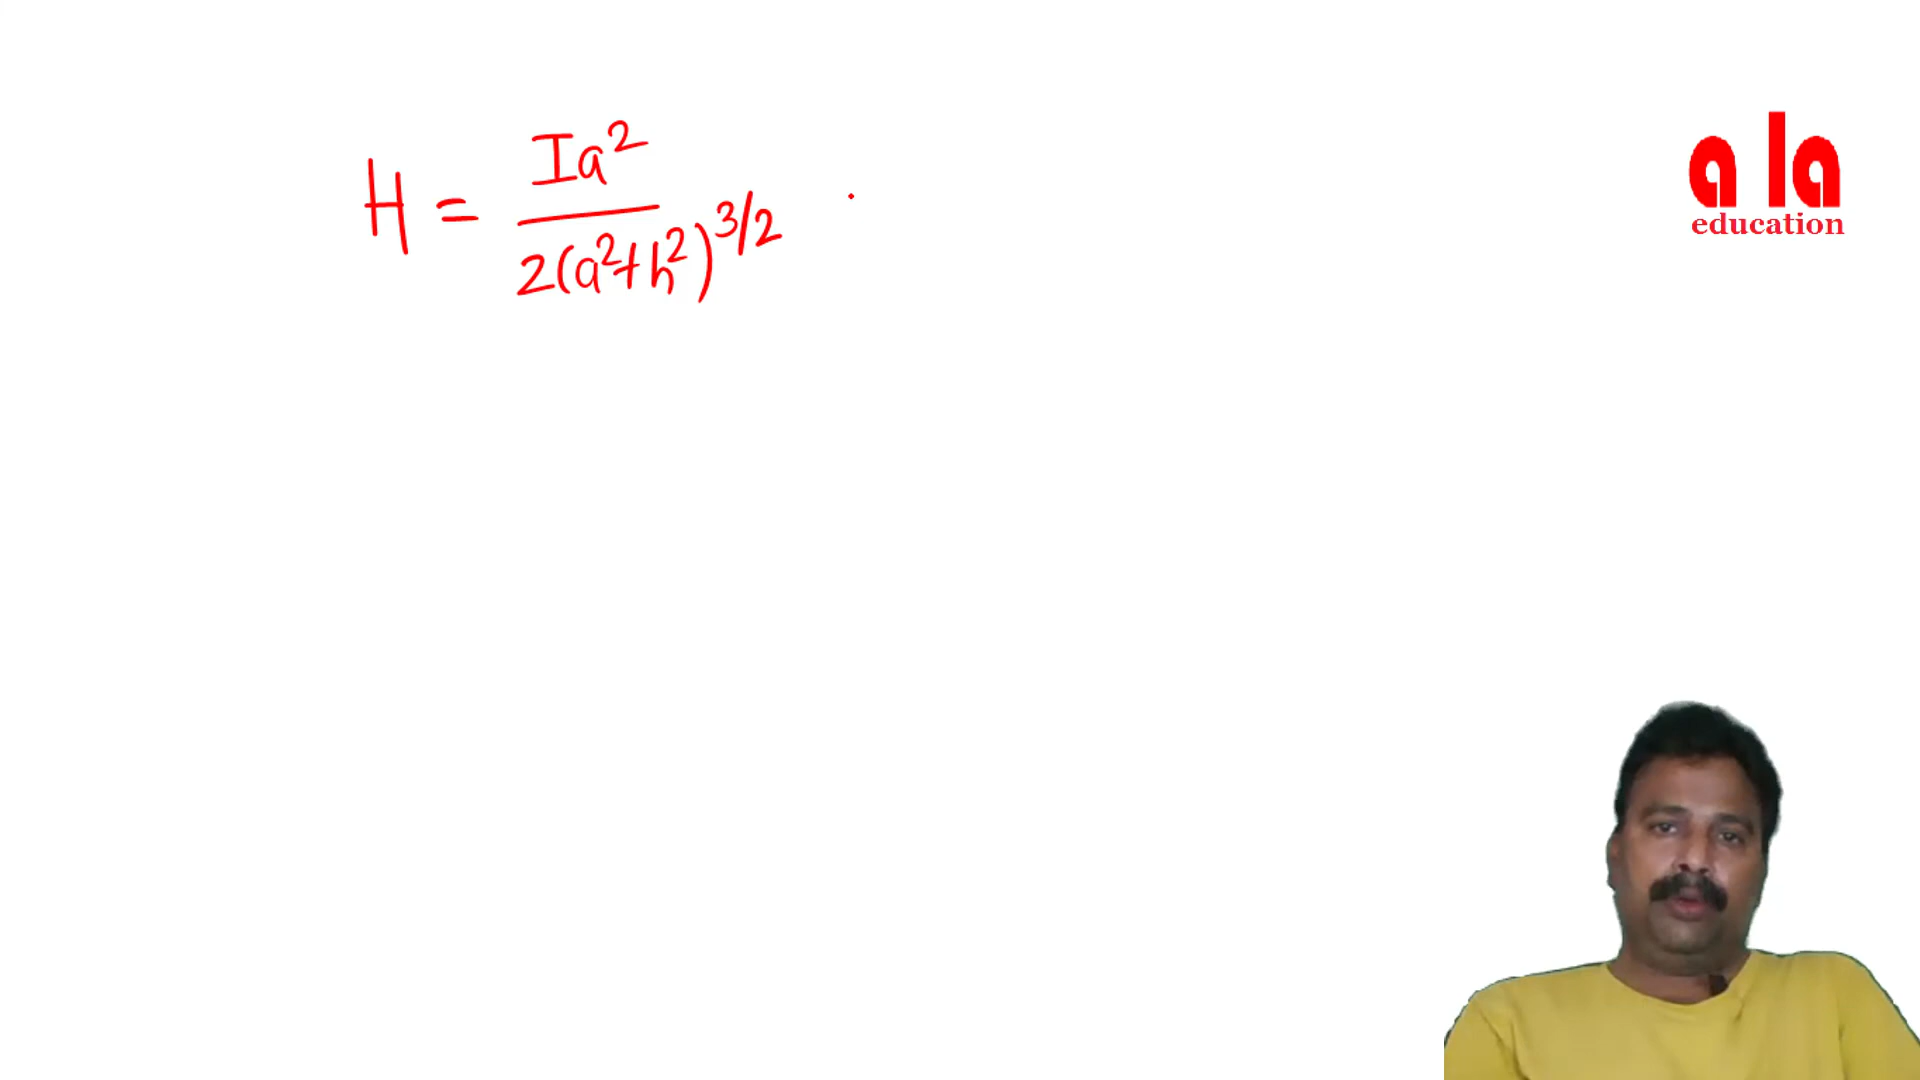 H = Ia²/2(a²+h²)^3/2
a la
education